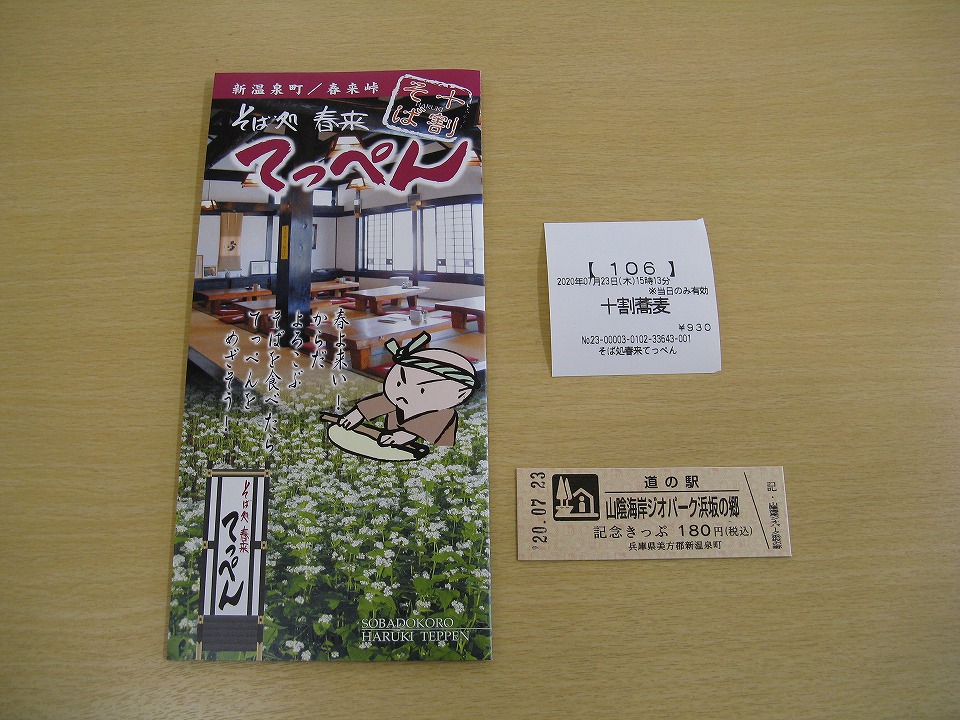 新温泉町／春来峠
十割
そば
HARUKI
そば処 春来
てっぺん
春よ来い！
からだ
よろこぶ
そばを食べたら
てっぺんを
めざそう！
そば処 春来
てっぺん
SOBADOKORO
HARUKI TEPPEN
【 106 】
2020年07月23日(木)15時13分
※当日のみ有効
十割蕎麦
￥930
No23-00003-0102-33643-001
そば処春来てっぺん
20.07.23
道の駅
山陰海岸ジオパーク浜坂の郷
記念きっぷ 180円(税込)
兵庫県美方郡新温泉町